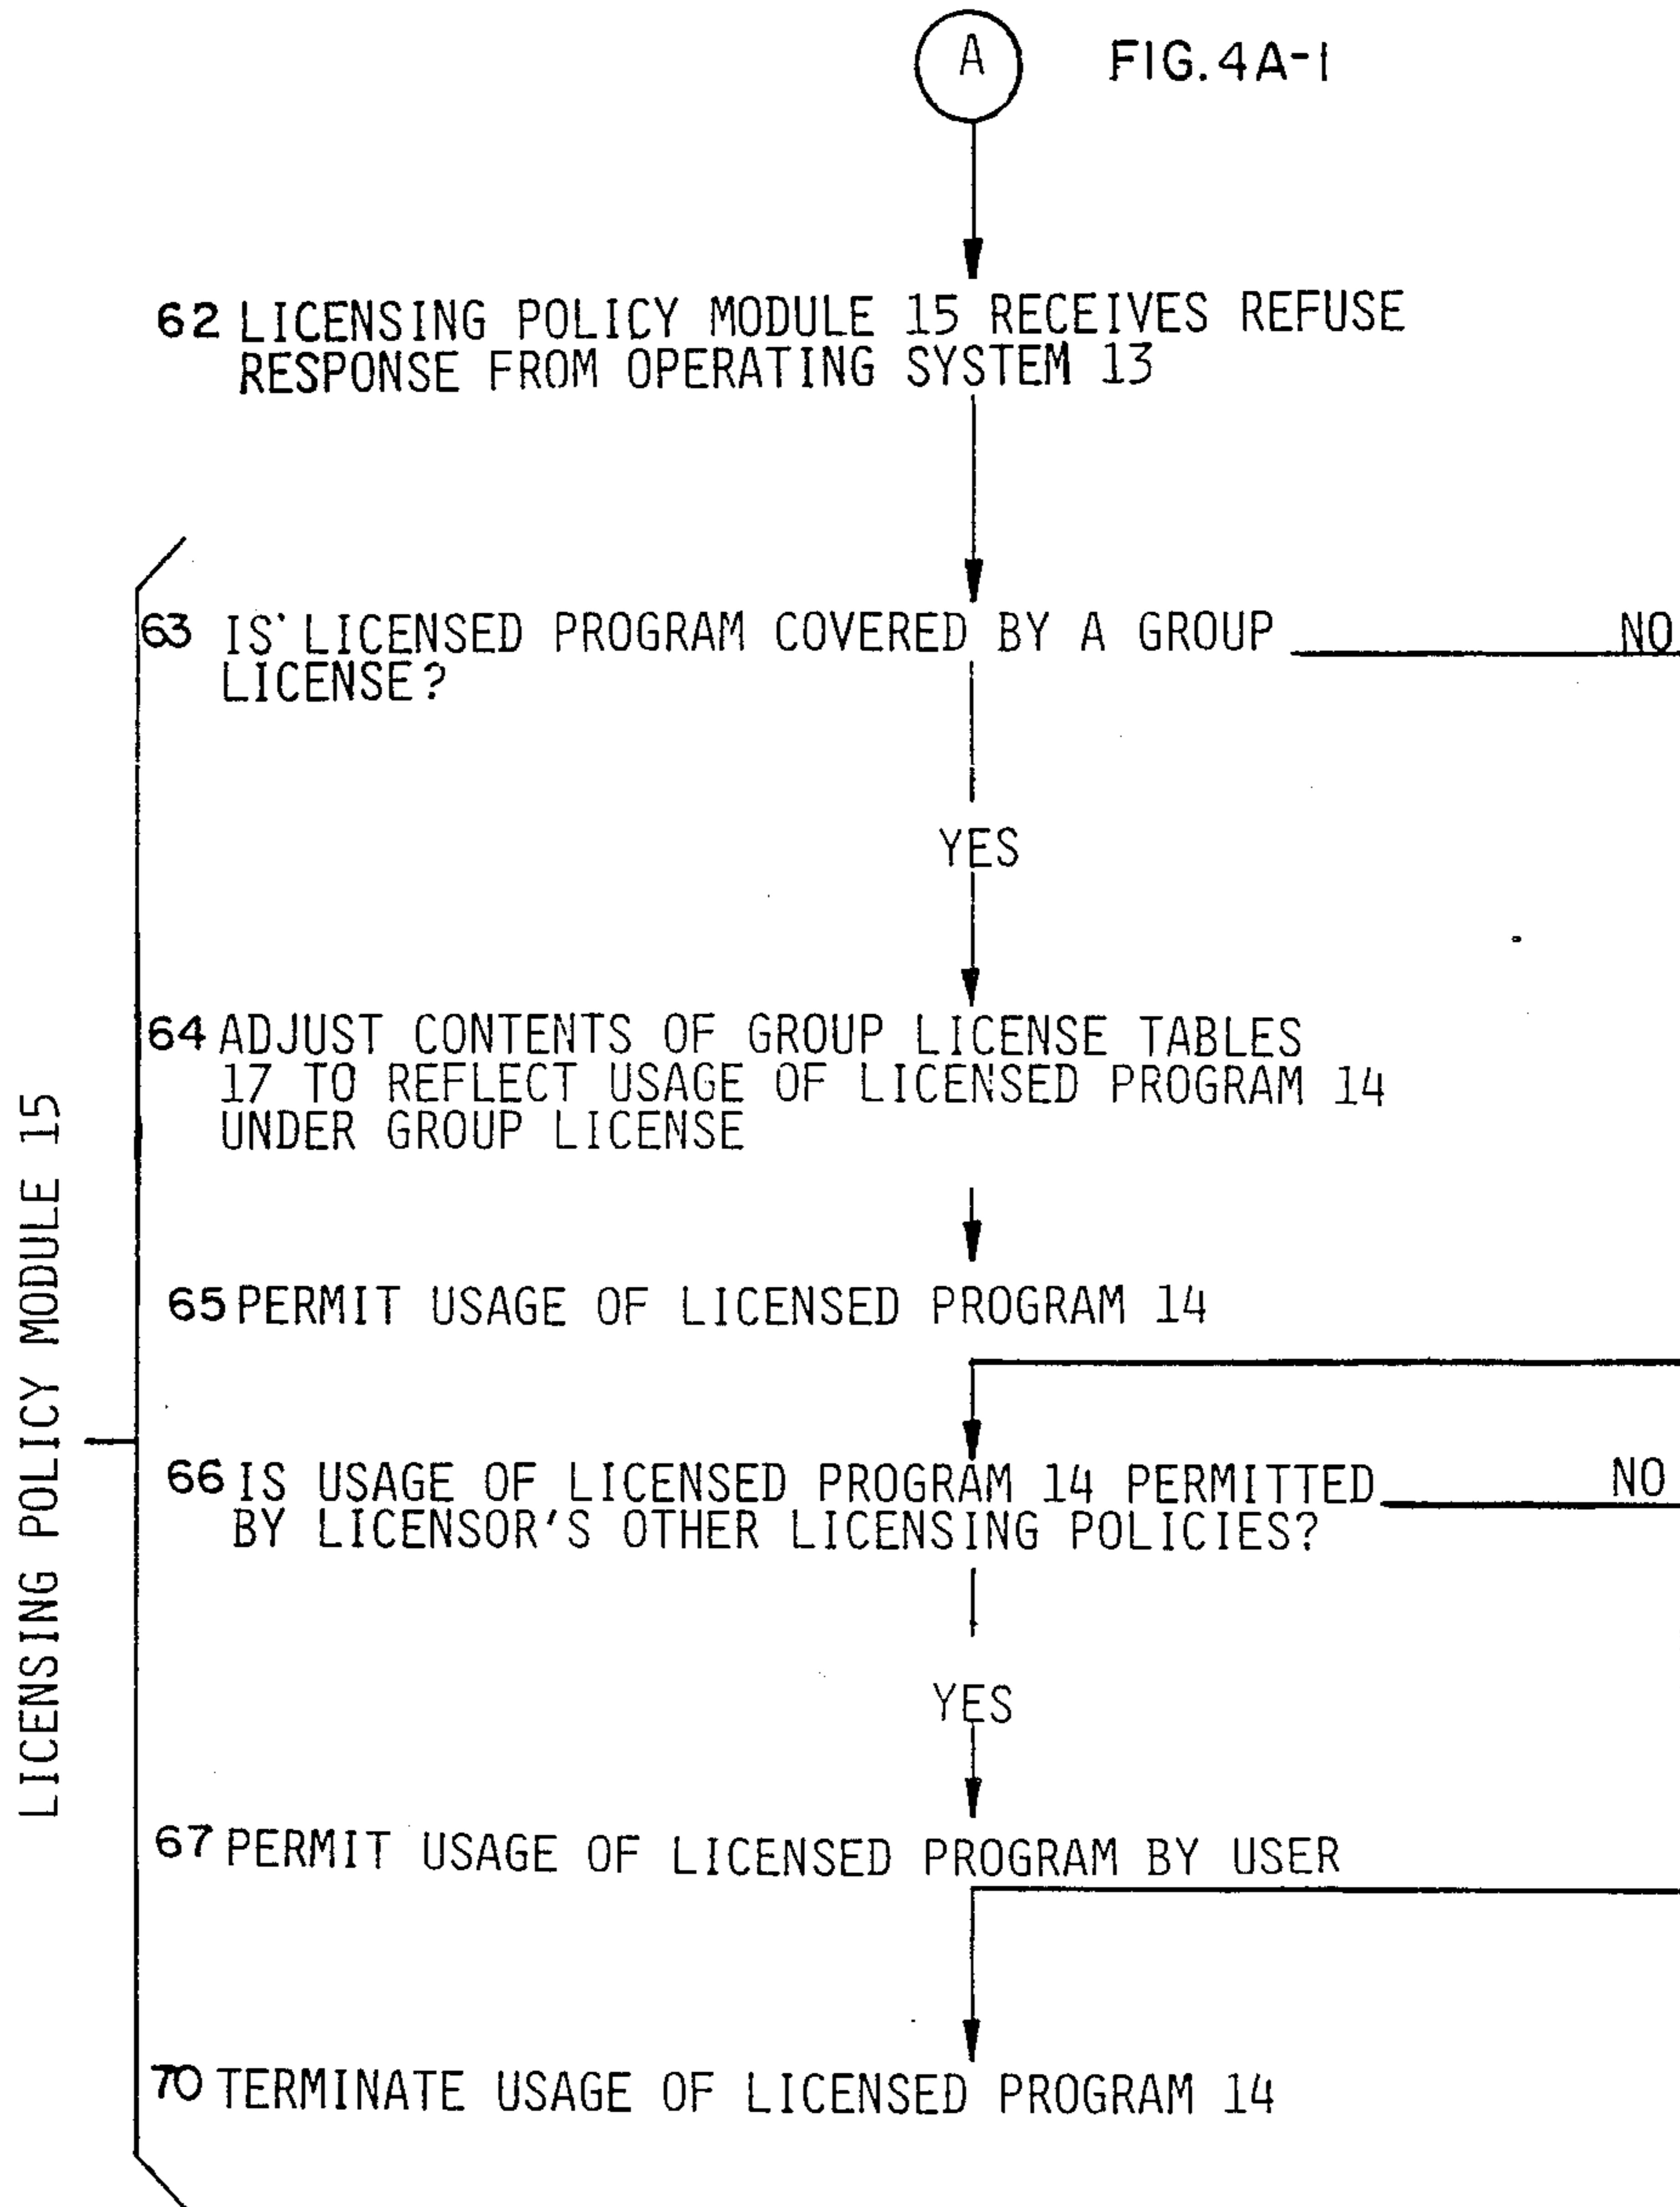 A
FIG.4A-1
62 LICENSING POLICY MODULE 15 RECEIVES REFUSE
RESPONSE FROM OPERATING SYSTEM 13
63 IS LICENSED PROGRAM COVERED BY A GROUP
LICENSE?
NO
YES
64 ADJUST CONTENTS OF GROUP LICENSE TABLES
17 TO REFLECT USAGE OF LICENSED PROGRAM 14
UNDER GROUP LICENSE
65 PERMIT USAGE OF LICENSED PROGRAM 14
66 IS USAGE OF LICENSED PROGRAM 14 PERMITTED
BY LICENSOR'S OTHER LICENSING POLICIES?
NO
YES
67 PERMIT USAGE OF LICENSED PROGRAM BY USER
70 TERMINATE USAGE OF LICENSED PROGRAM 14
LICENSING POLICY MODULE 15